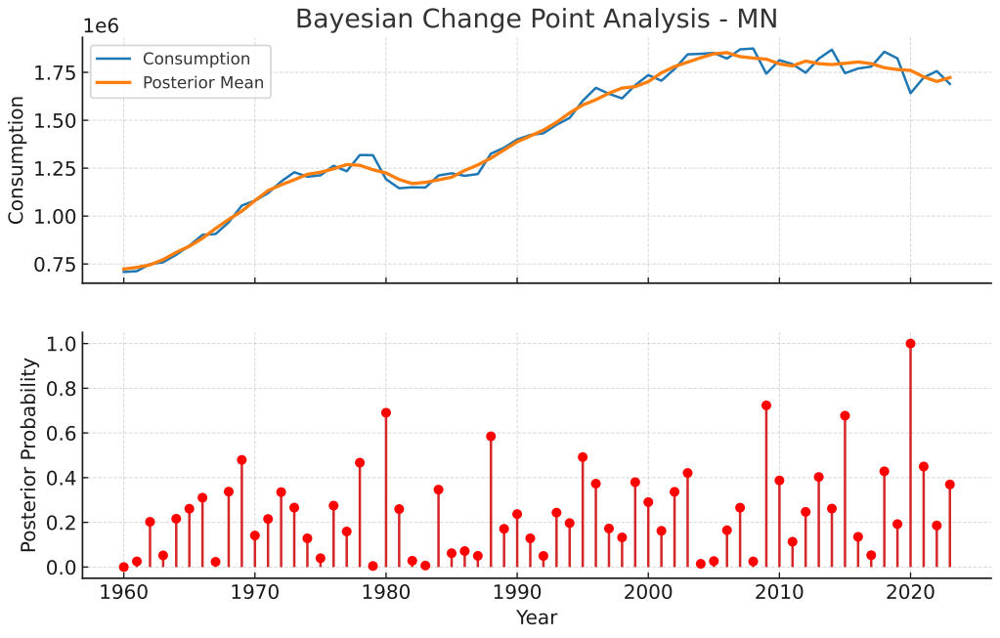 Bayesian Change Point Analysis - MN
1e6
Consumption
Posterior Mean
Consumption
1.75
1.50
1.25
1.00
0.75
Posterior Probability
1.0
0.8
0.6
0.4
0.2
0.0
1960 1970 1980 1990 2000 2010 2020
Year